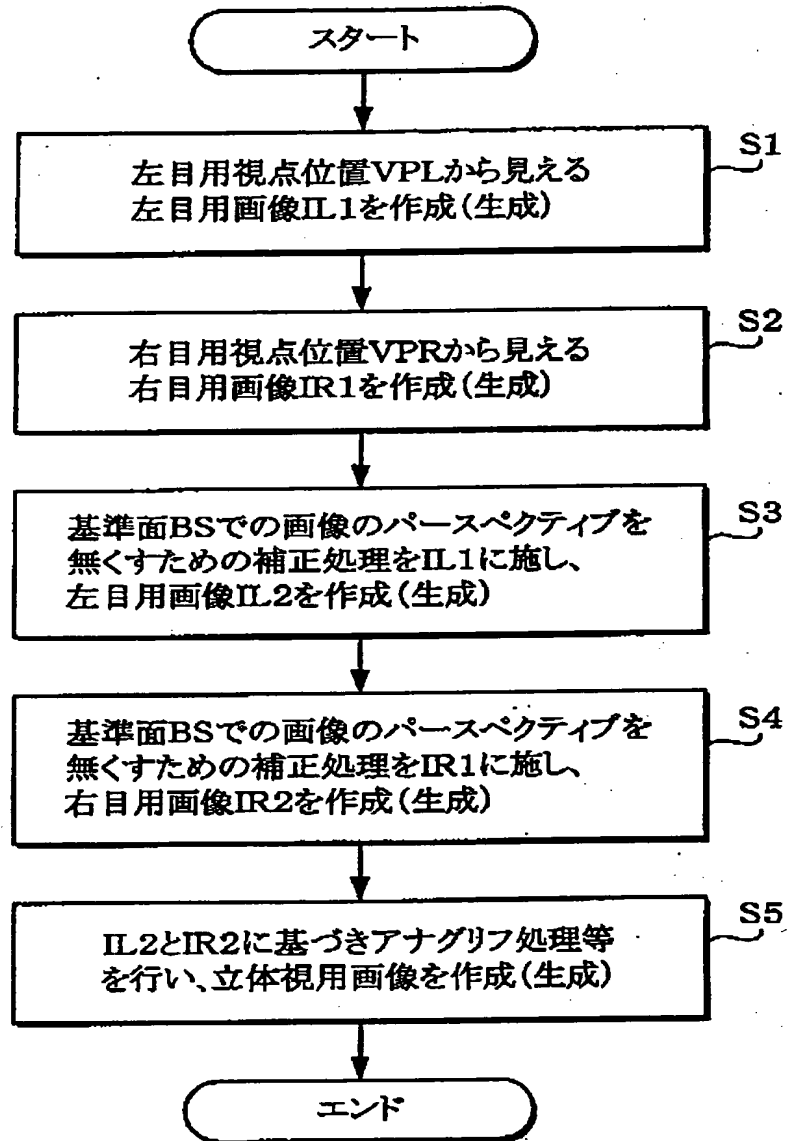 スタート
S1
左目用視点位置VPLから見える
左目用画像IL1を作成(生成)
S2
右目用視点位置VPRから見える
右目用画像IR1を作成(生成)
S3
基準面BSでの画像のパースペクティブを
無くすための補正処理をIL1に施し、
左目用画像IL2を作成(生成)
S4
基準面BSでの画像のパースペクティブを
無くすための補正処理をIR1に施し、
右目用画像IR2を作成(生成)
S5
IL2とIR2に基づきアナグリフ処理等
を行い、立体視用画像を作成(生成)
エンド